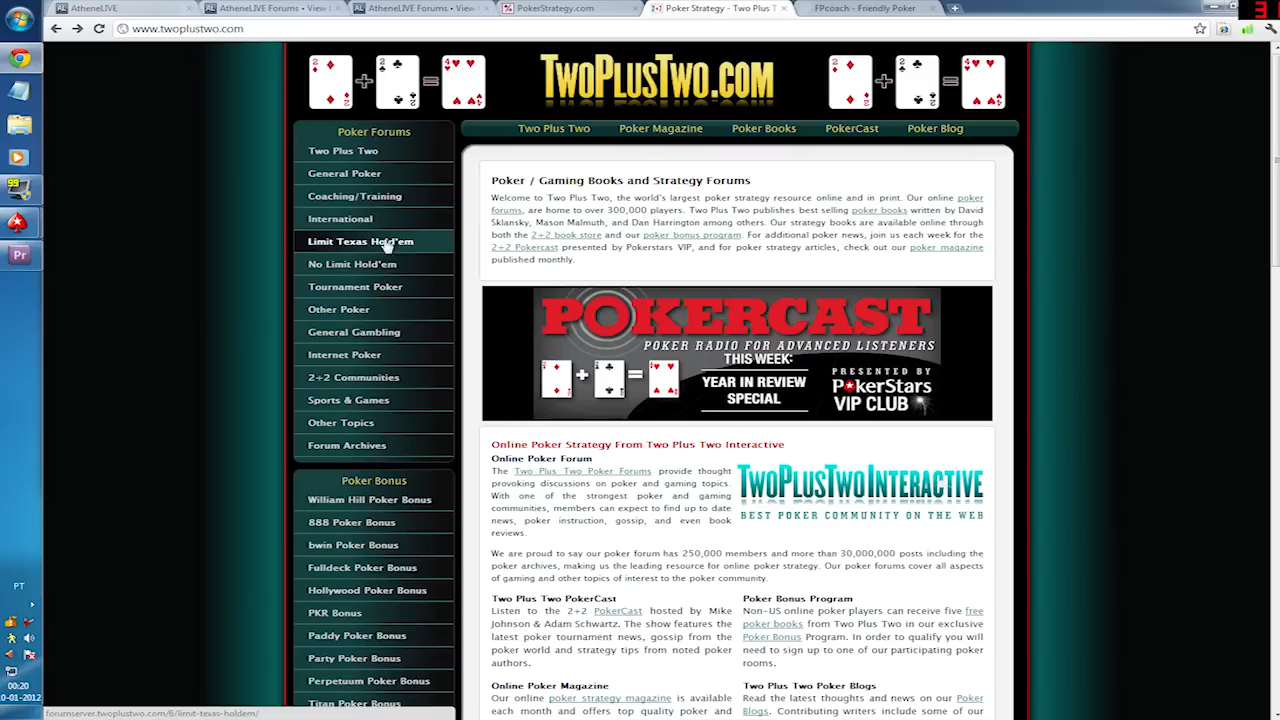 AtheneLIVE
AtheneLIVE Forums • View t
AtheneLIVE Forums • View t
PokerStrategy.com
Poker Strategy - Two Plus T
FPcoach - Friendly Poker
www.twoplustwo.com
2 + 2 = 4
TWOPLUSTWO.COM
2 + 2 = 4
Poker Forums
Two Plus Two
General Poker
Coaching/Training
International
Limit Texas Hold'em
No Limit Hold'em
Tournament Poker
Other Poker
General Gambling
Internet Poker
2+2 Communities
Sports & Games
Other Topics
Forum Archives
Poker Bonus
William Hill Poker Bonus
888 Poker Bonus
bwin Poker Bonus
Fulldeck Poker Bonus
Hollywood Poker Bonus
PKR Bonus
Paddy Poker Bonus
Party Poker Bonus
Perpetuum Poker Bonus
Titan Poker Bonus
Two Plus Two Poker Magazine Poker Books PokerCast Poker Blog
Poker / Gaming Books and Strategy Forums
Welcome to Two Plus Two, the world's largest poker strategy resource online and in print. Our online poker
forums, are home to over 300,000 players. Two Plus Two publishes best selling poker books written by David
Sklansky, Mason Malmuth, and Dan Harrington among others. Our strategy books are available online through
both the 2+2 book store and our poker bonus program. For additional poker news, join us each week for the
2+2 Pokercast presented by Pokerstars VIP, and for poker strategy articles, check out our poker magazine
published monthly.
POKERCAST
POKER RADIO FOR ADVANCED LISTENERS
THIS WEEK:
YEAR IN REVIEW
SPECIAL
PRESENTED BY
PokerStars
VIP CLUB
Online Poker Strategy From Two Plus Two Interactive
Online Poker Forum
The Two Plus Two Poker Forums provide thought
provoking discussions on poker and gaming topics.
With one of the strongest poker and gaming
communities, members can expect to find up to date
news, poker instruction, gossip, and even book
reviews.
TWOPLUSTWOINTERACTIVE
BEST POKER COMMUNITY ON THE WEB
We are proud to say our poker forum has 250,000 members and more than 30,000,000 posts including the
poker archives, making us the leading resource for online poker strategy. Our poker forums cover all aspects
of gaming and other topics of interest to the poker community.
Two Plus Two PokerCast
Listen to the 2+2 PokerCast hosted by Mike
Johnson & Adam Schwartz. The show features the
latest poker tournament news, gossip from the
poker world and strategy tips from noted poker
authors.
Poker Bonus Program
Non-US online poker players can receive five free
poker books from Two Plus Two in our exclusive
Poker Bonus Program. In order to qualify you will
need to sign up to one of our participating poker
rooms.
Online Poker Magazine
Our online poker strategy magazine is available
each month and offers top quality poker and
Two Plus Two Poker Blogs
Read the latest thoughts and news on our Poker
Blogs. Contributing writers include some of our
forumserver.twoplustwo.com/6/limit-texas-holdem/
99
Pr
PT
00:20
0-01-2012
31